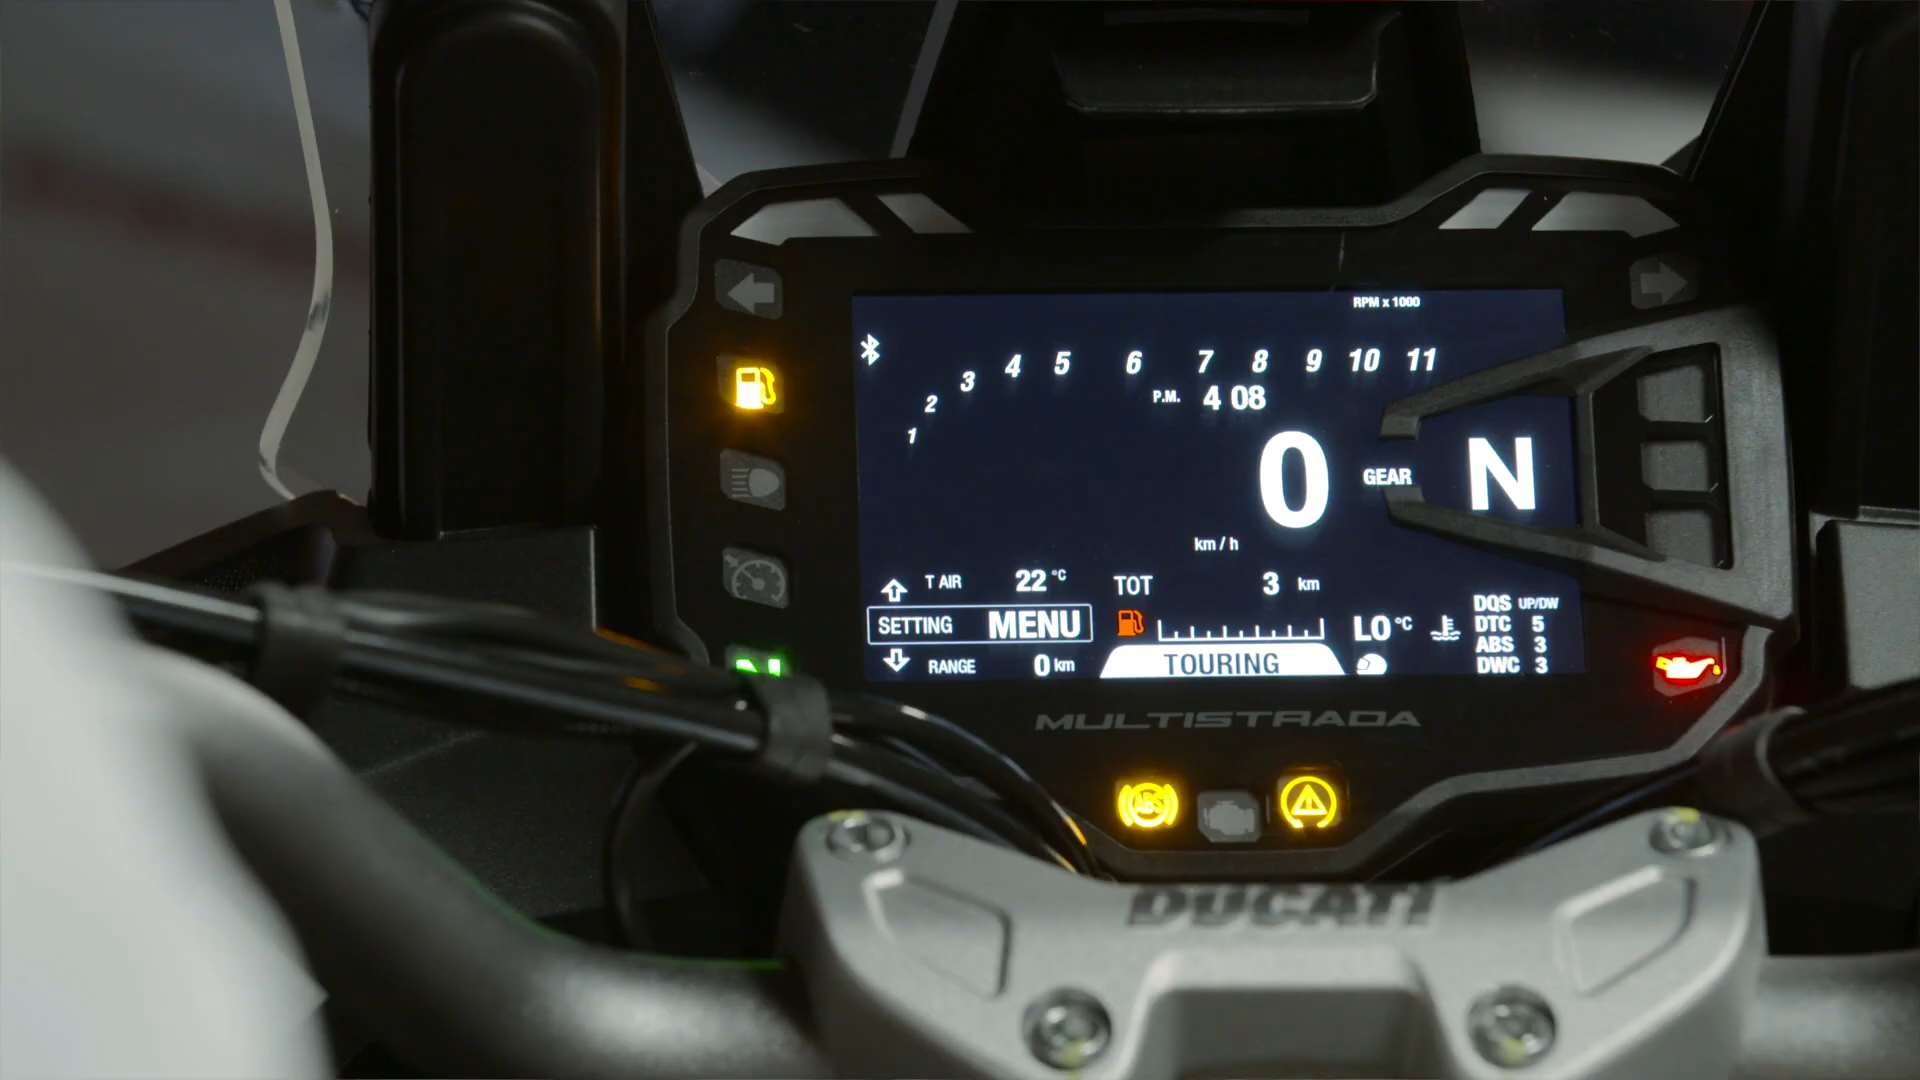 RPM x 1000
1 2 3 4 5 6 7 8 9 10 11
P.M. 4 08
0
GEAR N
km / h
T AIR 22 °C
TOT 3 km
SETTING MENU
LO °C
RANGE 0 km
TOURING
DQS UP/DW
DTC 5
ABS 3
DWC 3
N
MULTISTRADA
ABS
DUCATI